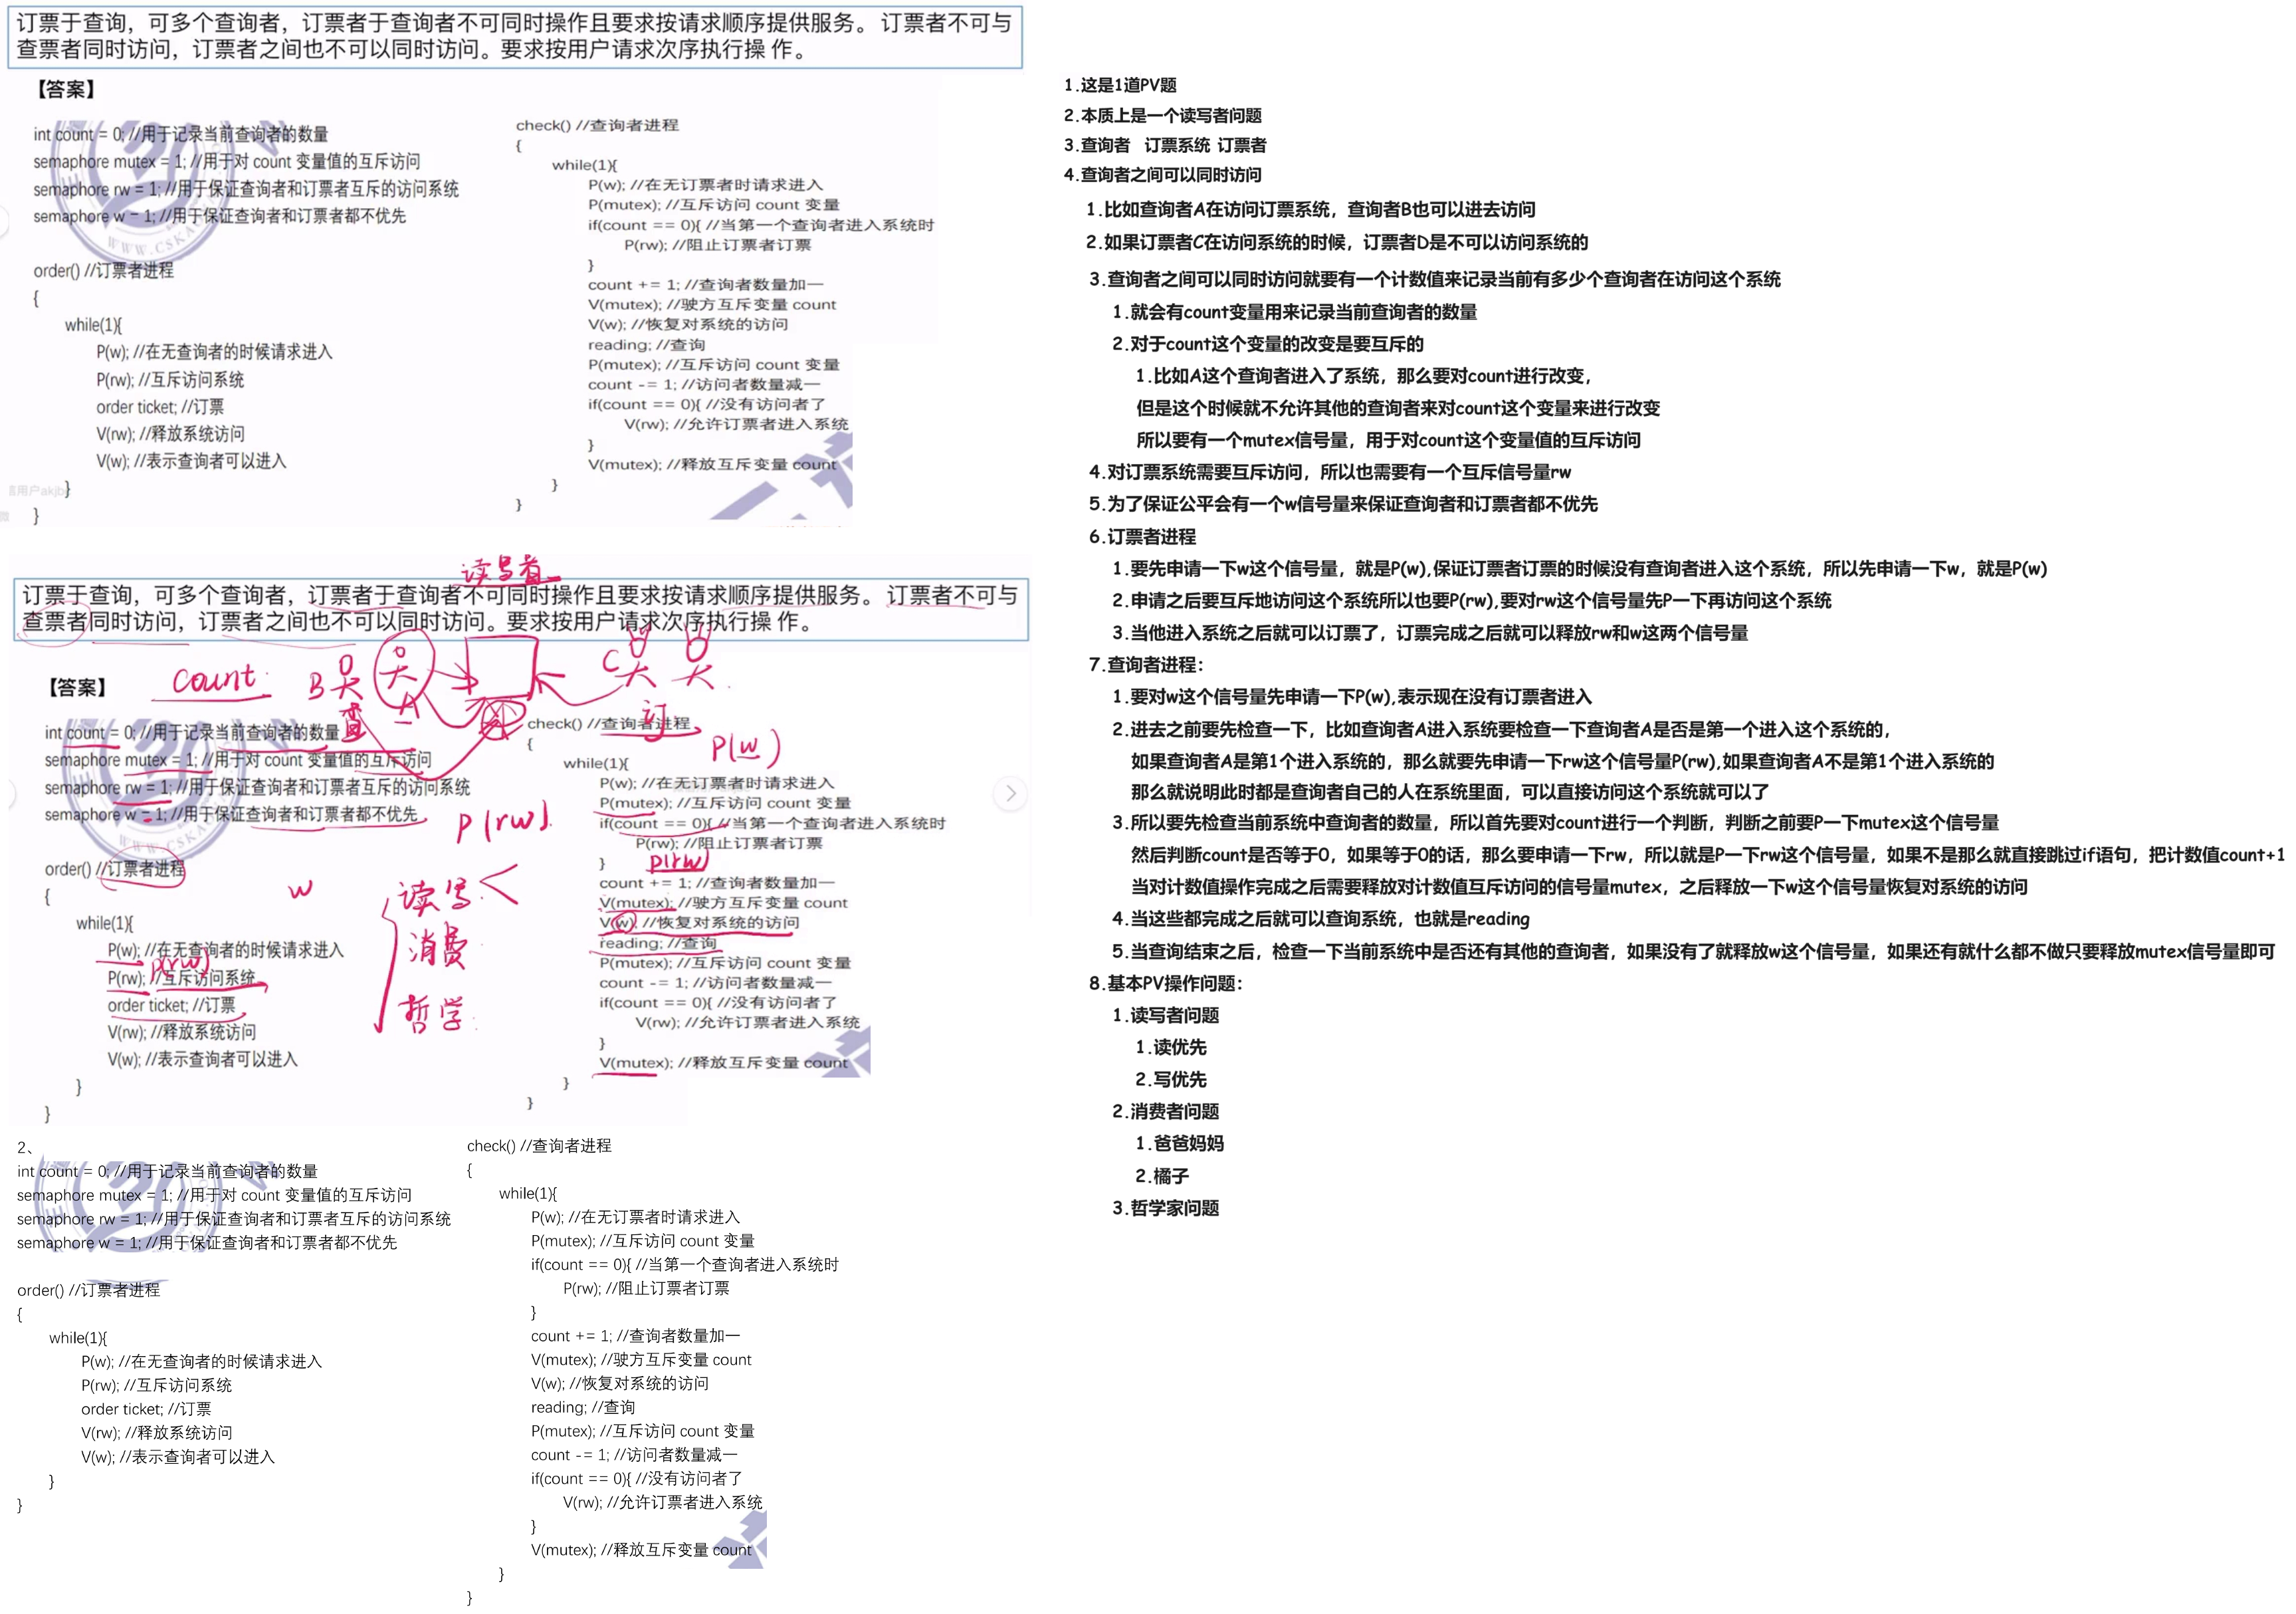 订票于查询，可多个查询者，订票者于查询者不可同时操作且要求按请求顺序提供服务。 订票者不可与
查票者同时访问，订票者之间也不可以同时访问。要求按用户请求次序执行操 作。
【答案】
int count = 0; //用于记录当前查询者的数量
semaphore mutex = 1; //用于对 count 变量值的互斥访问
semaphore rw = 1; //用于保证查询者和订票者互斥的访问系统
semaphore w = 1; //用于保证查询者和订票者都不优先
WWW.CSKAO
order() //订票者进程
{
while(1){
P(w); //在无查询者的时候请求进入
P(rw); //互斥访问系统
order ticket; //订票
V(rw); //释放系统访问
V(w); //表示查询者可以进入
}
}
用户akjb
check() //查询者进程
{
while(1){
P(w); //在无订票者时请求进入
P(mutex); //互斥访问 count 变量
if(count == 0){ //当第一个查询者进入系统时
P(rw); //阻止订票者订票
}
count += 1; //查询者数量加一
V(mutex); //驶方互斥变量 count
V(w); //恢复对系统的访问
reading; //查询
P(mutex); //互斥访问 count 变量
count -= 1; //访问者数量减一
if(count == 0){ //没有访问者了
V(rw); //允许订票者进入系统
}
V(mutex); //释放互斥变量 count
}
}
读写者
订票于查询，可多个查询者，订票者于查询者不可同时操作且要求按请求顺序提供服务。 订票者不可与
查票者同时访问，订票者之间也不可以同时访问。要求按用户请求次序执行操 作。
【答案】
count
B
A
C
查
订
int count = 0; //用于记录当前查询者的数量
semaphore mutex = 1; //用于对 count 变量值的互斥访问
semaphore rw = 1; //用于保证查询者和订票者互斥的访问系统
semaphore w = 1; //用于保证查询者和订票者都不优先
P(rw)
order() //订票者进程
{
w
while(1){
P(w); //在无查询者的时候请求进入
P(rw)
P(rw); //互斥访问系统
order ticket; //订票
V(rw); //释放系统访问
V(w); //表示查询者可以进入
}
}
读写
消费
哲学
check() //查询者进程
{
P(w)
while(1){
P(w); //在无订票者时请求进入
P(mutex); //互斥访问 count 变量
if(count == 0){ //当第一个查询者进入系统时
P(rw); //阻止订票者订票
}
P(rw)
count += 1; //查询者数量加一
V(mutex); //驶方互斥变量 count
V(w); //恢复对系统的访问
reading; //查询
P(mutex); //互斥访问 count 变量
count -= 1; //访问者数量减一
if(count == 0){ //没有访问者了
V(rw); //允许订票者进入系统
}
V(mutex); //释放互斥变量 count
}
}
2、
int count = 0; //用于记录当前查询者的数量
semaphore mutex = 1; //用于对 count 变量值的互斥访问
semaphore rw = 1; //用于保证查询者和订票者互斥的访问系统
semaphore w = 1; //用于保证查询者和订票者都不优先
order() //订票者进程
{
while(1){
P(w); //在无查询者的时候请求进入
P(rw); //互斥访问系统
order ticket; //订票
V(rw); //释放系统访问
V(w); //表示查询者可以进入
}
}
check() //查询者进程
{
while(1){
P(w); //在无订票者时请求进入
P(mutex); //互斥访问 count 变量
if(count == 0){ //当第一个查询者进入系统时
P(rw); //阻止订票者订票
}
count += 1; //查询者数量加一
V(mutex); //驶方互斥变量 count
V(w); //恢复对系统的访问
reading; //查询
P(mutex); //互斥访问 count 变量
count -= 1; //访问者数量减一
if(count == 0){ //没有访问者了
V(rw); //允许订票者进入系统
}
V(mutex); //释放互斥变量 count
}
}
1.这是1道PV题
2.本质上是一个读写者问题
3.查询者 订票系统 订票者
4.查询者之间可以同时访问
1.比如查询者A在访问订票系统，查询者B也可以进去访问
2.如果订票者C在访问系统的时候，订票者D是不可以访问系统的
3.查询者之间可以同时访问就要有一个计数值来记录当前有多少个查询者在访问这个系统
1.就会有count变量用来记录当前查询者的数量
2.对于count这个变量的改变是要互斥的
1.比如A这个查询者进入了系统，那么要对count进行改变，
但是这个时候就不允许其他的查询者来对count这个变量来进行改变
所以要有一个mutex信号量，用于对count这个变量值的互斥访问
4.对订票系统需要互斥访问，所以也需要有一个互斥信号量rw
5.为了保证公平会有一个w信号量来保证查询者和订票者都不优先
6.订票者进程
1.要先申请一下w这个信号量，就是P(w),保证订票者订票的时候没有查询者进入这个系统，所以先申请一下w，就是P(w)
2.申请之后要互斥地访问这个系统所以也要P(rw),要对rw这个信号量先P一下再访问这个系统
3.当他进入系统之后就可以订票了，订票完成之后就可以释放rw和w这两个信号量
7.查询者进程：
1.要对w这个信号量先申请一下P(w),表示现在没有订票者进入
2.进去之前要先检查一下，比如查询者A进入系统要检查一下查询者A是否是第一个进入这个系统的，
如果查询者A是第1个进入系统的，那么就要先申请一下rw这个信号量P(rw),如果查询者A不是第1个进入系统的
那么就说明此时都是查询者自己的人在系统里面，可以直接访问这个系统就可以了
3.所以要先检查当前系统中查询者的数量，所以首先要对count进行一个判断，判断之前要P一下mutex这个信号量
然后判断count是否等于0，如果等于0的话，那么要申请一下rw，所以就是P一下rw这个信号量，如果不是那么就直接跳过if语句，把计数值count+1
当对计数值操作完成之后需要释放对计数值互斥访问的信号量mutex，之后释放一下w这个信号量恢复对系统的访问
4.当这些都完成之后就可以查询系统，也就是reading
5.当查询结束之后，检查一下当前系统中是否还有其他的查询者，如果没有了就释放w这个信号量，如果还有就什么都不做只要释放mutex信号量即可
8.基本PV操作问题：
1.读写者问题
1.读优先
2.写优先
2.消费者问题
1.爸爸妈妈
2.橘子
3.哲学家问题